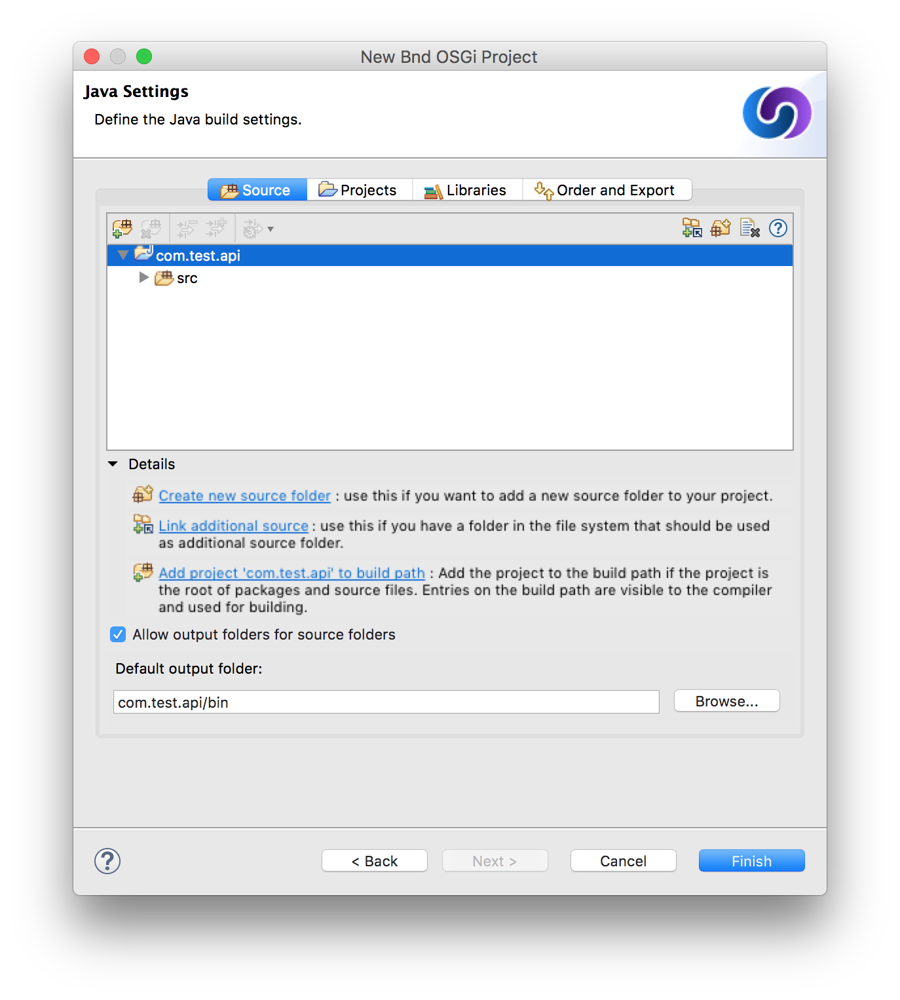 New Bnd OSGi Project
Java Settings
Define the Java build settings.
Source Projects Libraries Order and Export
com.test.api
src
Details
Create new source folder : use this if you want to add a new source folder to your project.
Link additional source : use this if you have a folder in the file system that should be used
as additional source folder.
Add project 'com.test.api' to build path : Add the project to the build path if the project is
the root of packages and source files. Entries on the build path are visible to the compiler
and used for building.
Allow output folders for source folders
Default output folder:
com.test.api/bin Browse...
? < Back Next > Cancel Finish